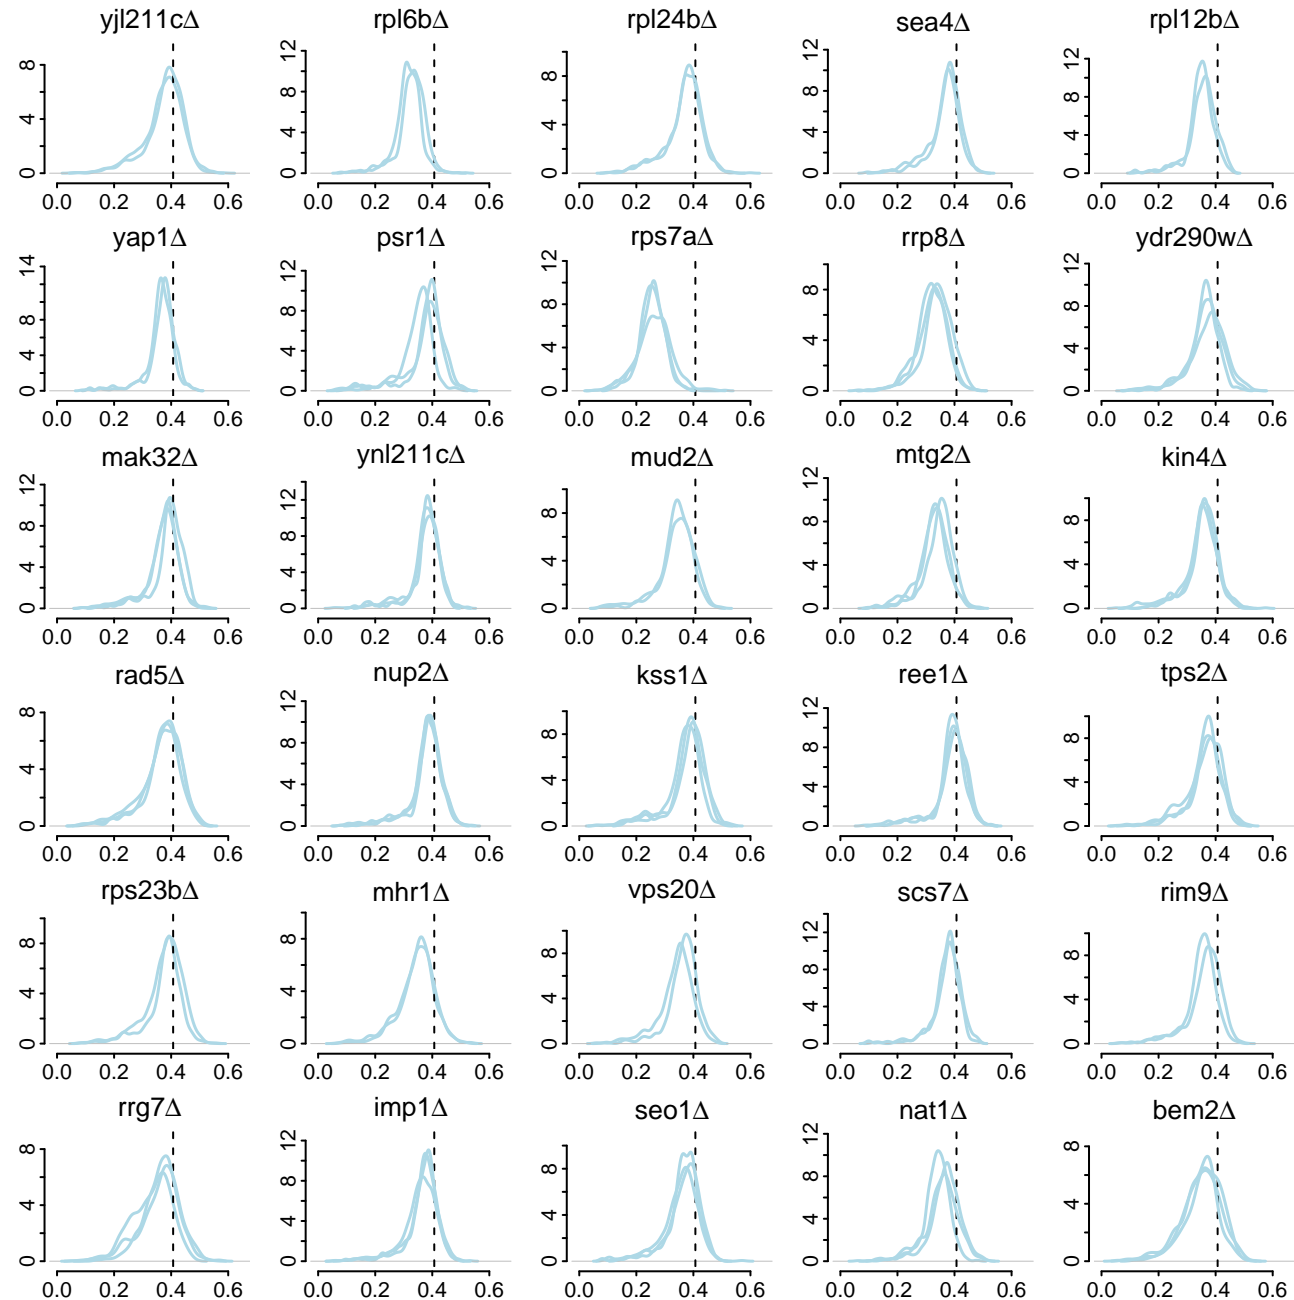 yjl211cΔ rpl6bΔ rpl24bΔ sea4Δ rpl12bΔ
0 4 8 0 4 8 12 0 4 8 0 4 8 12 0 4 8 12
0.0 0.2 0.4 0.6 0.0 0.2 0.4 0.6 0.0 0.2 0.4 0.6 0.0 0.2 0.4 0.6 0.0 0.2 0.4 0.6
yap1Δ psr1Δ rps7aΔ rrp8Δ ydr290wΔ
0 4 8 14 0 4 8 12 0 4 8 12 0 4 8 0 4 8 12
0.0 0.2 0.4 0.6 0.0 0.2 0.4 0.6 0.0 0.2 0.4 0.6 0.0 0.2 0.4 0.6 0.0 0.2 0.4 0.6
mak32Δ ynl211cΔ mud2Δ mtg2Δ kin4Δ
0 4 8 12 0 4 8 12 0 4 8 0 4 8 12 0 4 8
0.0 0.2 0.4 0.6 0.0 0.2 0.4 0.6 0.0 0.2 0.4 0.6 0.0 0.2 0.4 0.6 0.0 0.2 0.4 0.6
rad5Δ nup2Δ kss1Δ ree1Δ tps2Δ
0 4 8 0 4 8 12 0 4 8 0 4 8 12 0 4 8
0.0 0.2 0.4 0.6 0.0 0.2 0.4 0.6 0.0 0.2 0.4 0.6 0.0 0.2 0.4 0.6 0.0 0.2 0.4 0.6
rps23bΔ mhr1Δ vps20Δ scs7Δ rim9Δ
0 4 8 0 4 8 0 4 8 0 4 8 12 0 4 8
0.0 0.2 0.4 0.6 0.0 0.2 0.4 0.6 0.0 0.2 0.4 0.6 0.0 0.2 0.4 0.6 0.0 0.2 0.4 0.6
rrg7Δ imp1Δ seo1Δ nat1Δ bem2Δ
0 4 8 0 4 8 12 0 4 8 0 4 8 12 0 4 8
0.0 0.2 0.4 0.6 0.0 0.2 0.4 0.6 0.0 0.2 0.4 0.6 0.0 0.2 0.4 0.6 0.0 0.2 0.4 0.6